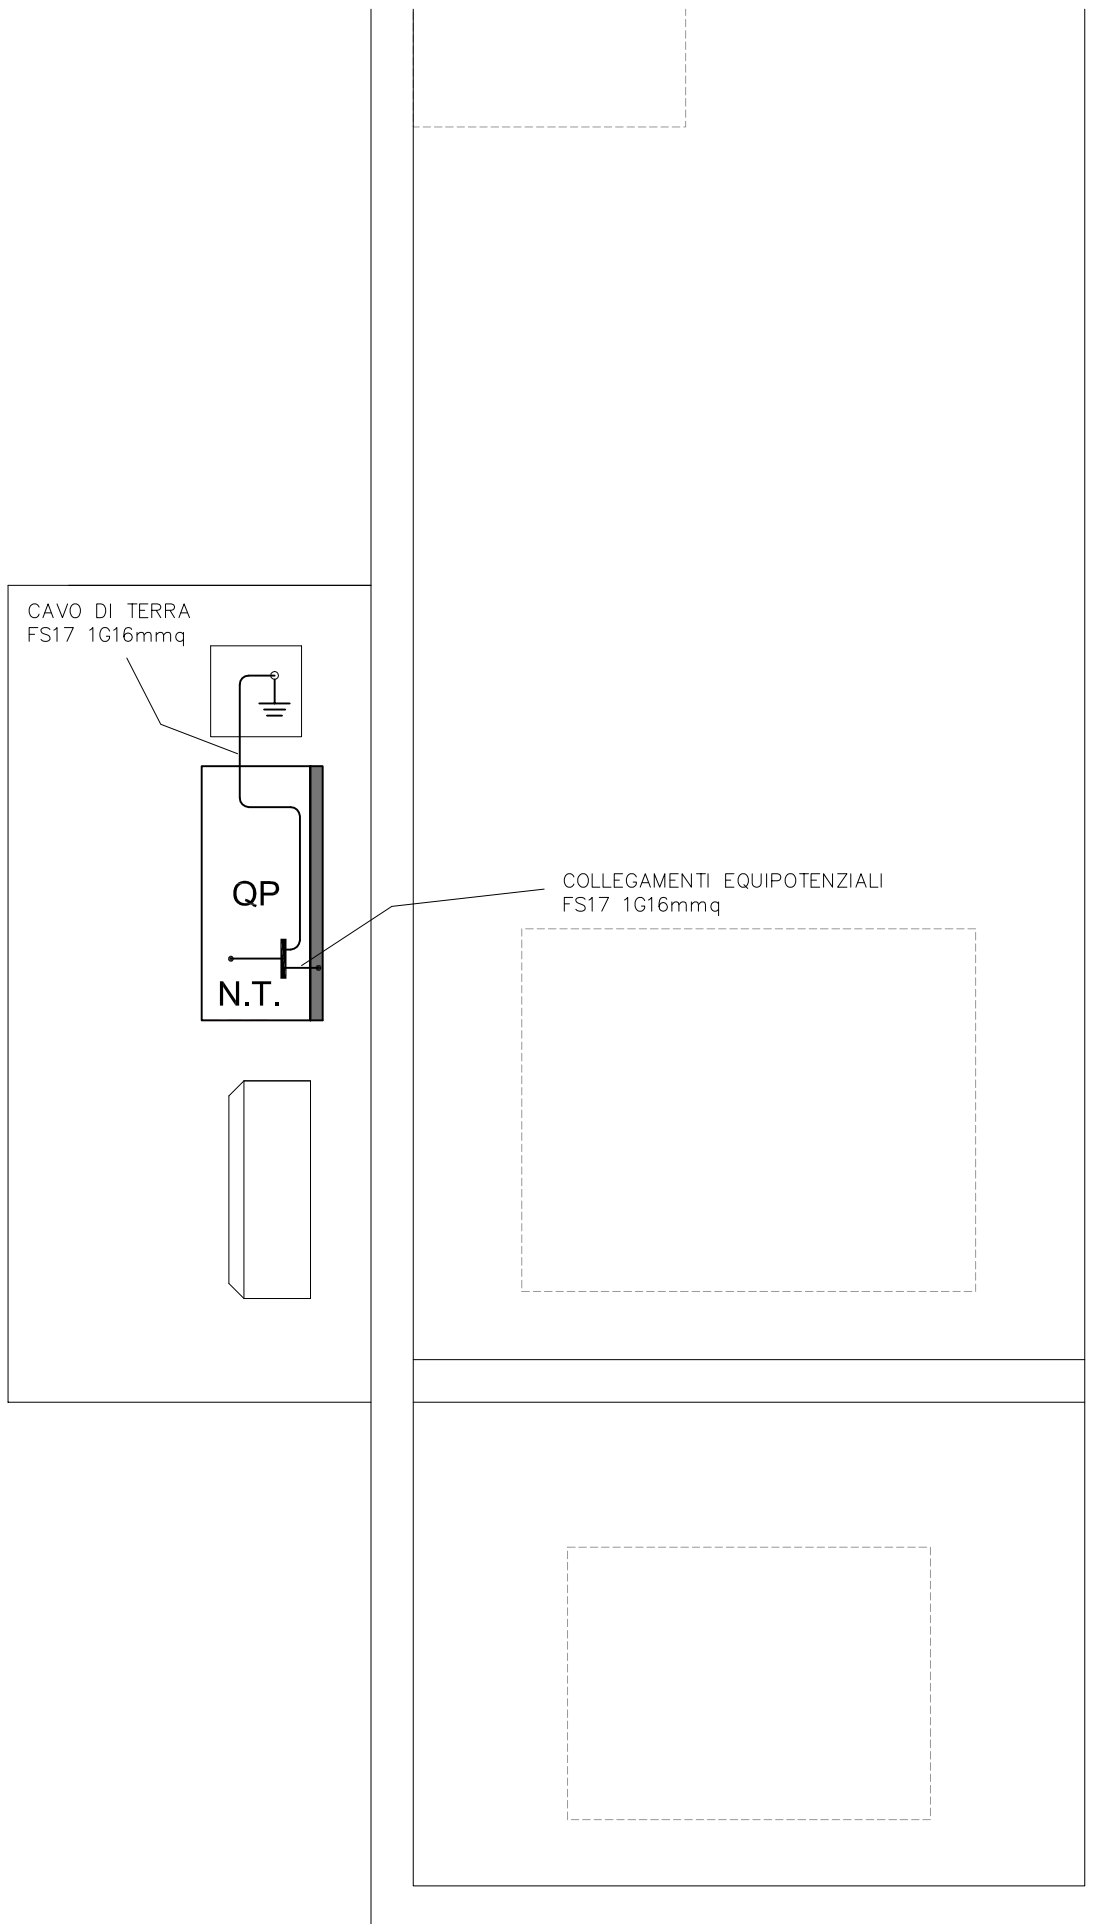 CAVO DI TERRA
FS17 1G16mmq
QP
COLLEGAMENTI EQUIPOTENZIALI
FS17 1G16mmq
N.T.